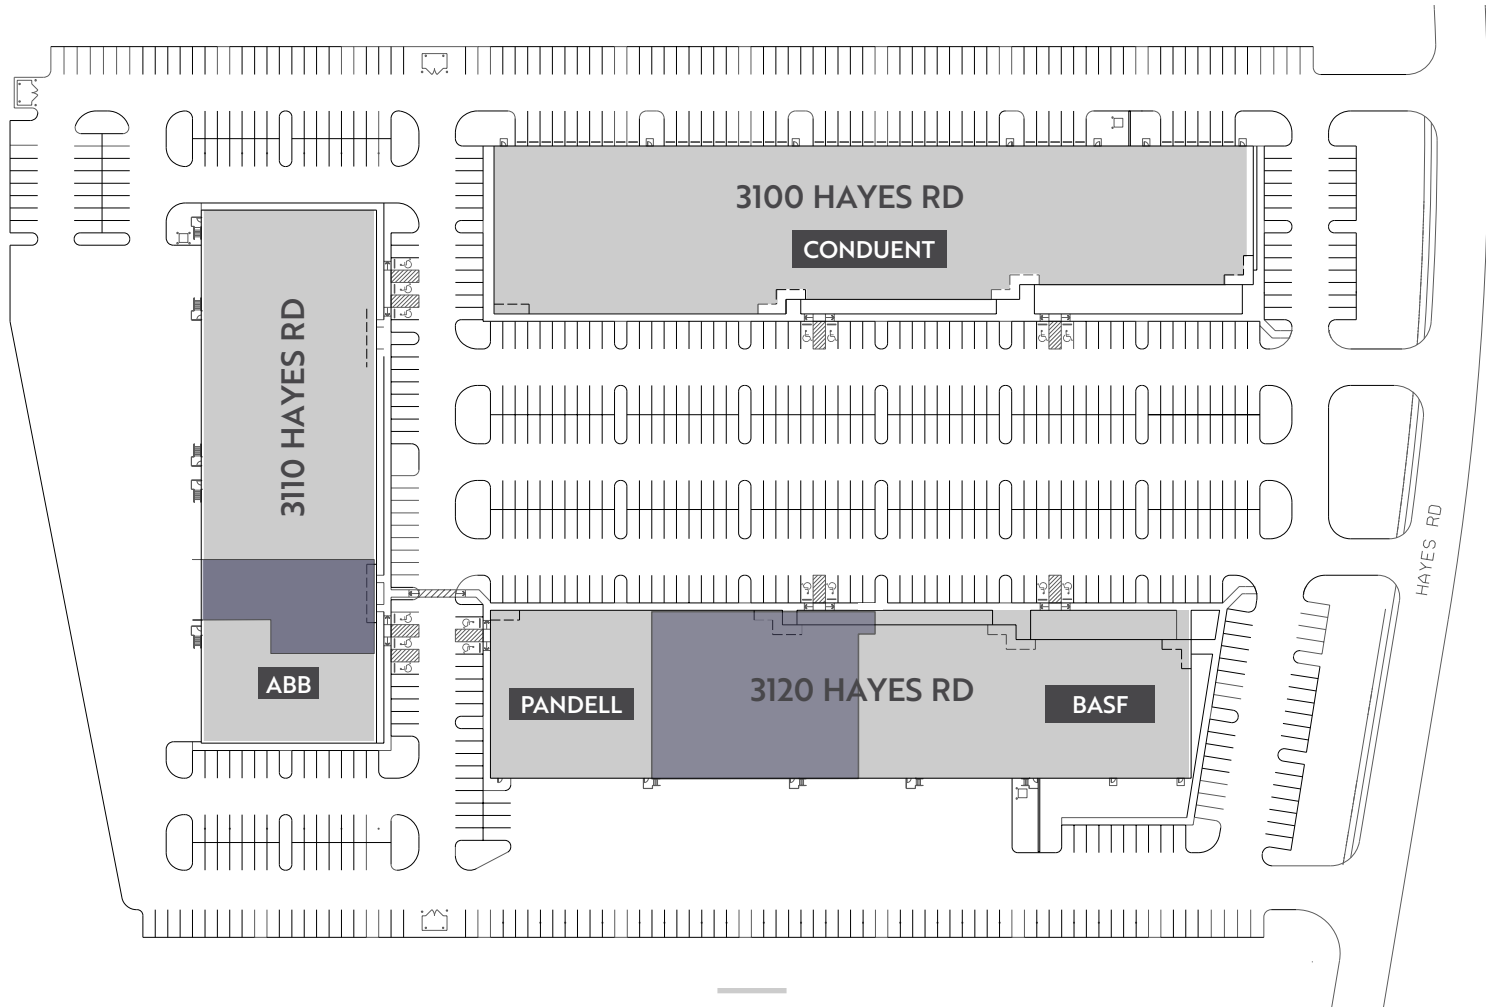 3100 HAYES RD
CONDUENT
3110 HAYES RD
HAYES RD
ABB
PANDELL
3120 HAYES RD
BASF